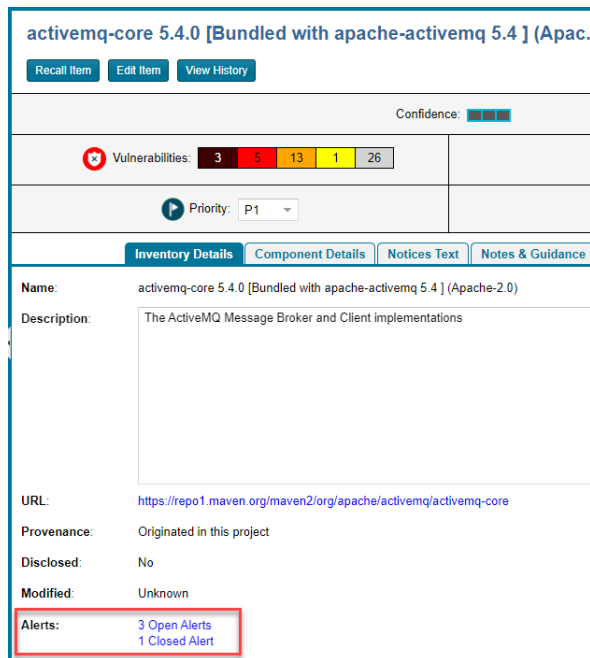 activemq-core 5.4.0 [Bundled with apache-activemq 5.4 ] (Apac.
Recall Item Edit Item View History
Confidence:
Vulnerabilities: 3 5 13 1 26
Priority: P1
Inventory Details Component Details Notices Text Notes & Guidance
Name: activemq-core 5.4.0 [Bundled with apache-activemq 5.4 ] (Apache-2.0)
Description: The ActiveMQ Message Broker and Client implementations
URL: https://repo1.maven.org/maven2/org/apache/activemq/activemq-core
Provenance: Originated in this project
Disclosed: No
Modified: Unknown
Alerts: 3 Open Alerts
1 Closed Alert